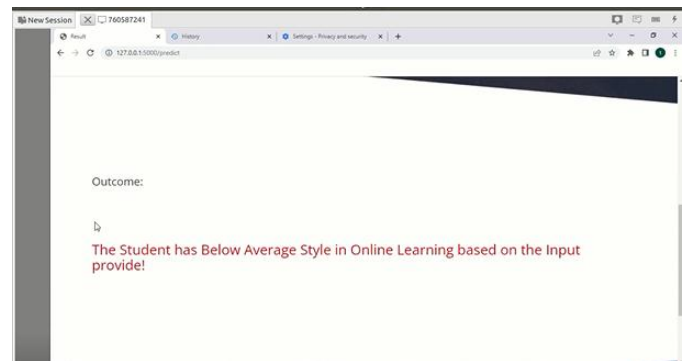 New Session
760587241
Result
History
Settings - Privacy and security
127.0.0.1:5000/predict
Outcome:
The Student has Below Average Style in Online Learning based on the Input
provide!